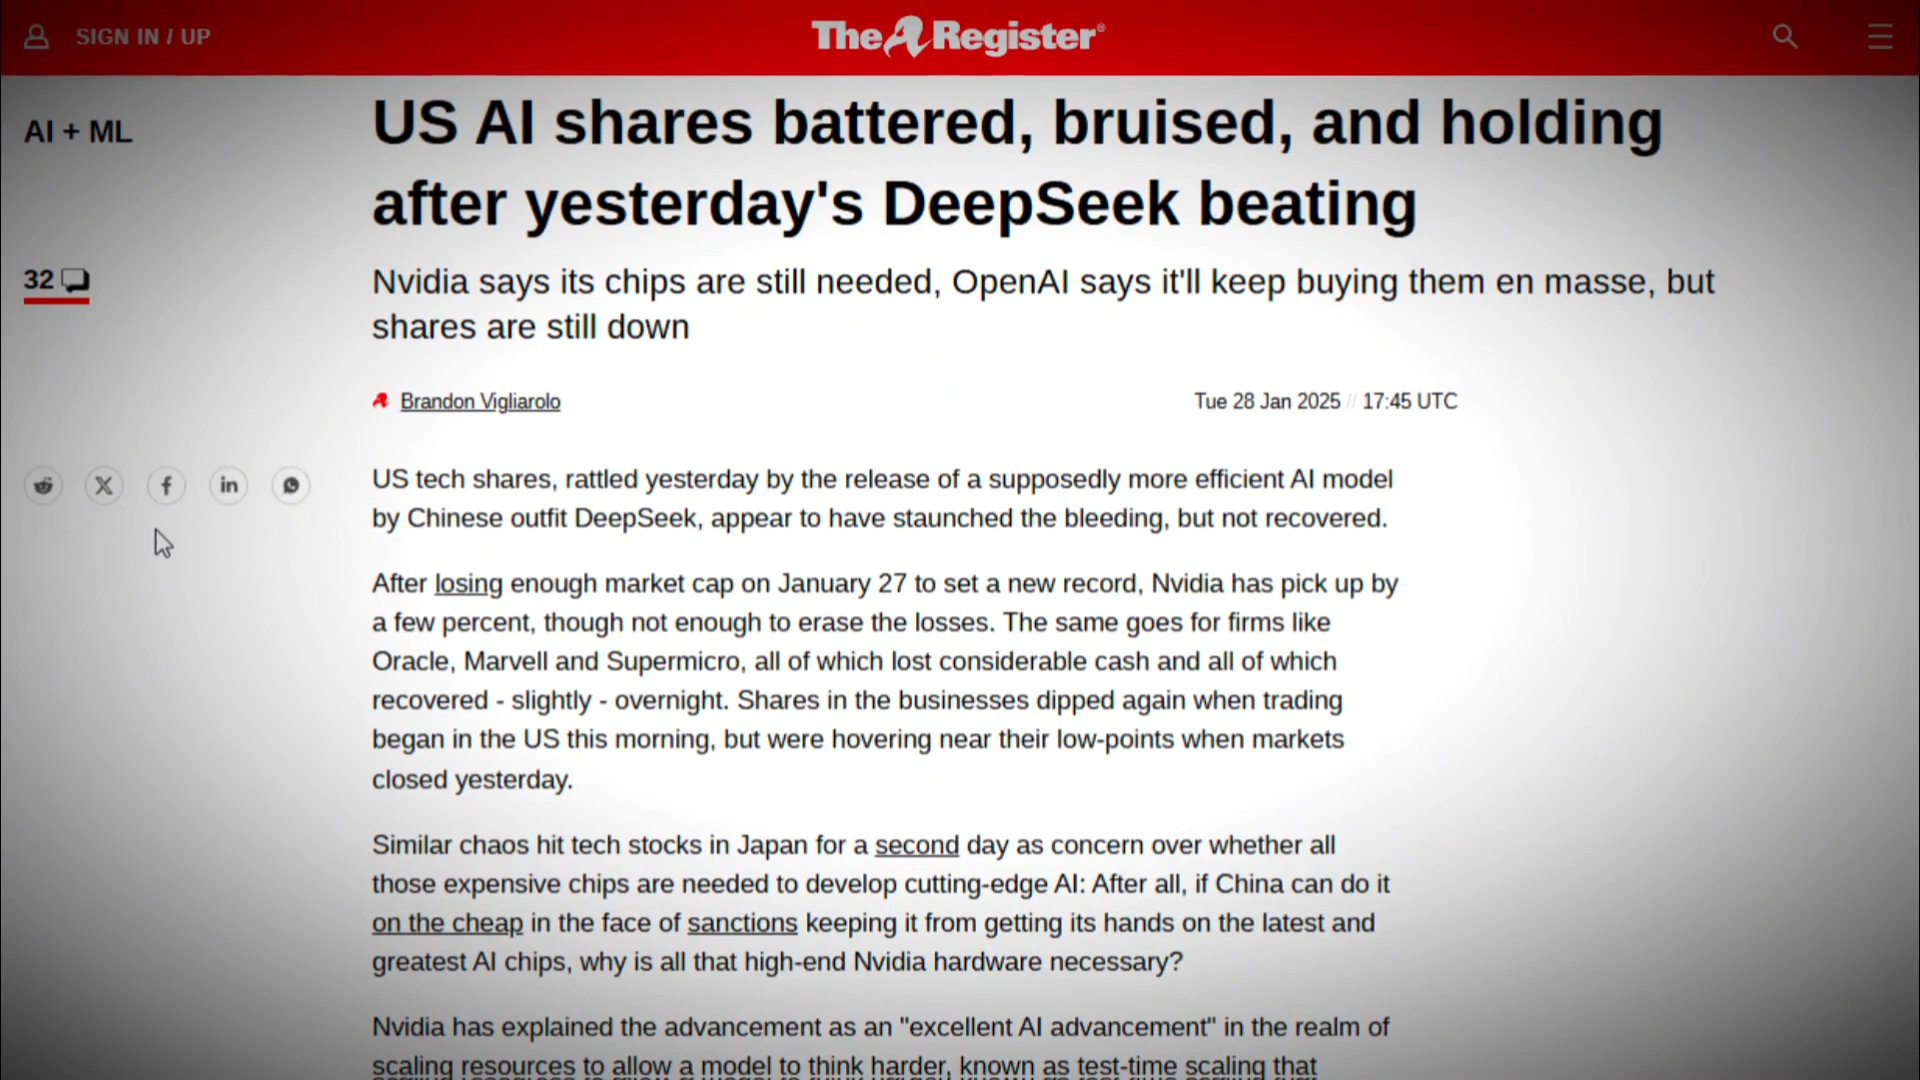 SIGN IN / UP
The Register®
AI + ML
US AI shares battered, bruised, and holding
after yesterday's DeepSeek beating
32
Nvidia says its chips are still needed, OpenAI says it'll keep buying them en masse, but
shares are still down
Brandon Vigliarolo
Tue 28 Jan 2025 // 17:45 UTC
US tech shares, rattled yesterday by the release of a supposedly more efficient AI model
by Chinese outfit DeepSeek, appear to have staunched the bleeding, but not recovered.
After losing enough market cap on January 27 to set a new record, Nvidia has pick up by
a few percent, though not enough to erase the losses. The same goes for firms like
Oracle, Marvell and Supermicro, all of which lost considerable cash and all of which
recovered - slightly - overnight. Shares in the businesses dipped again when trading
began in the US this morning, but were hovering near their low-points when markets
closed yesterday.
Similar chaos hit tech stocks in Japan for a second day as concern over whether all
those expensive chips are needed to develop cutting-edge AI: After all, if China can do it
on the cheap in the face of sanctions keeping it from getting its hands on the latest and
greatest AI chips, why is all that high-end Nvidia hardware necessary?
Nvidia has explained the advancement as an "excellent AI advancement" in the realm of
scaling resources to allow a model to think harder, known as test-time scaling that